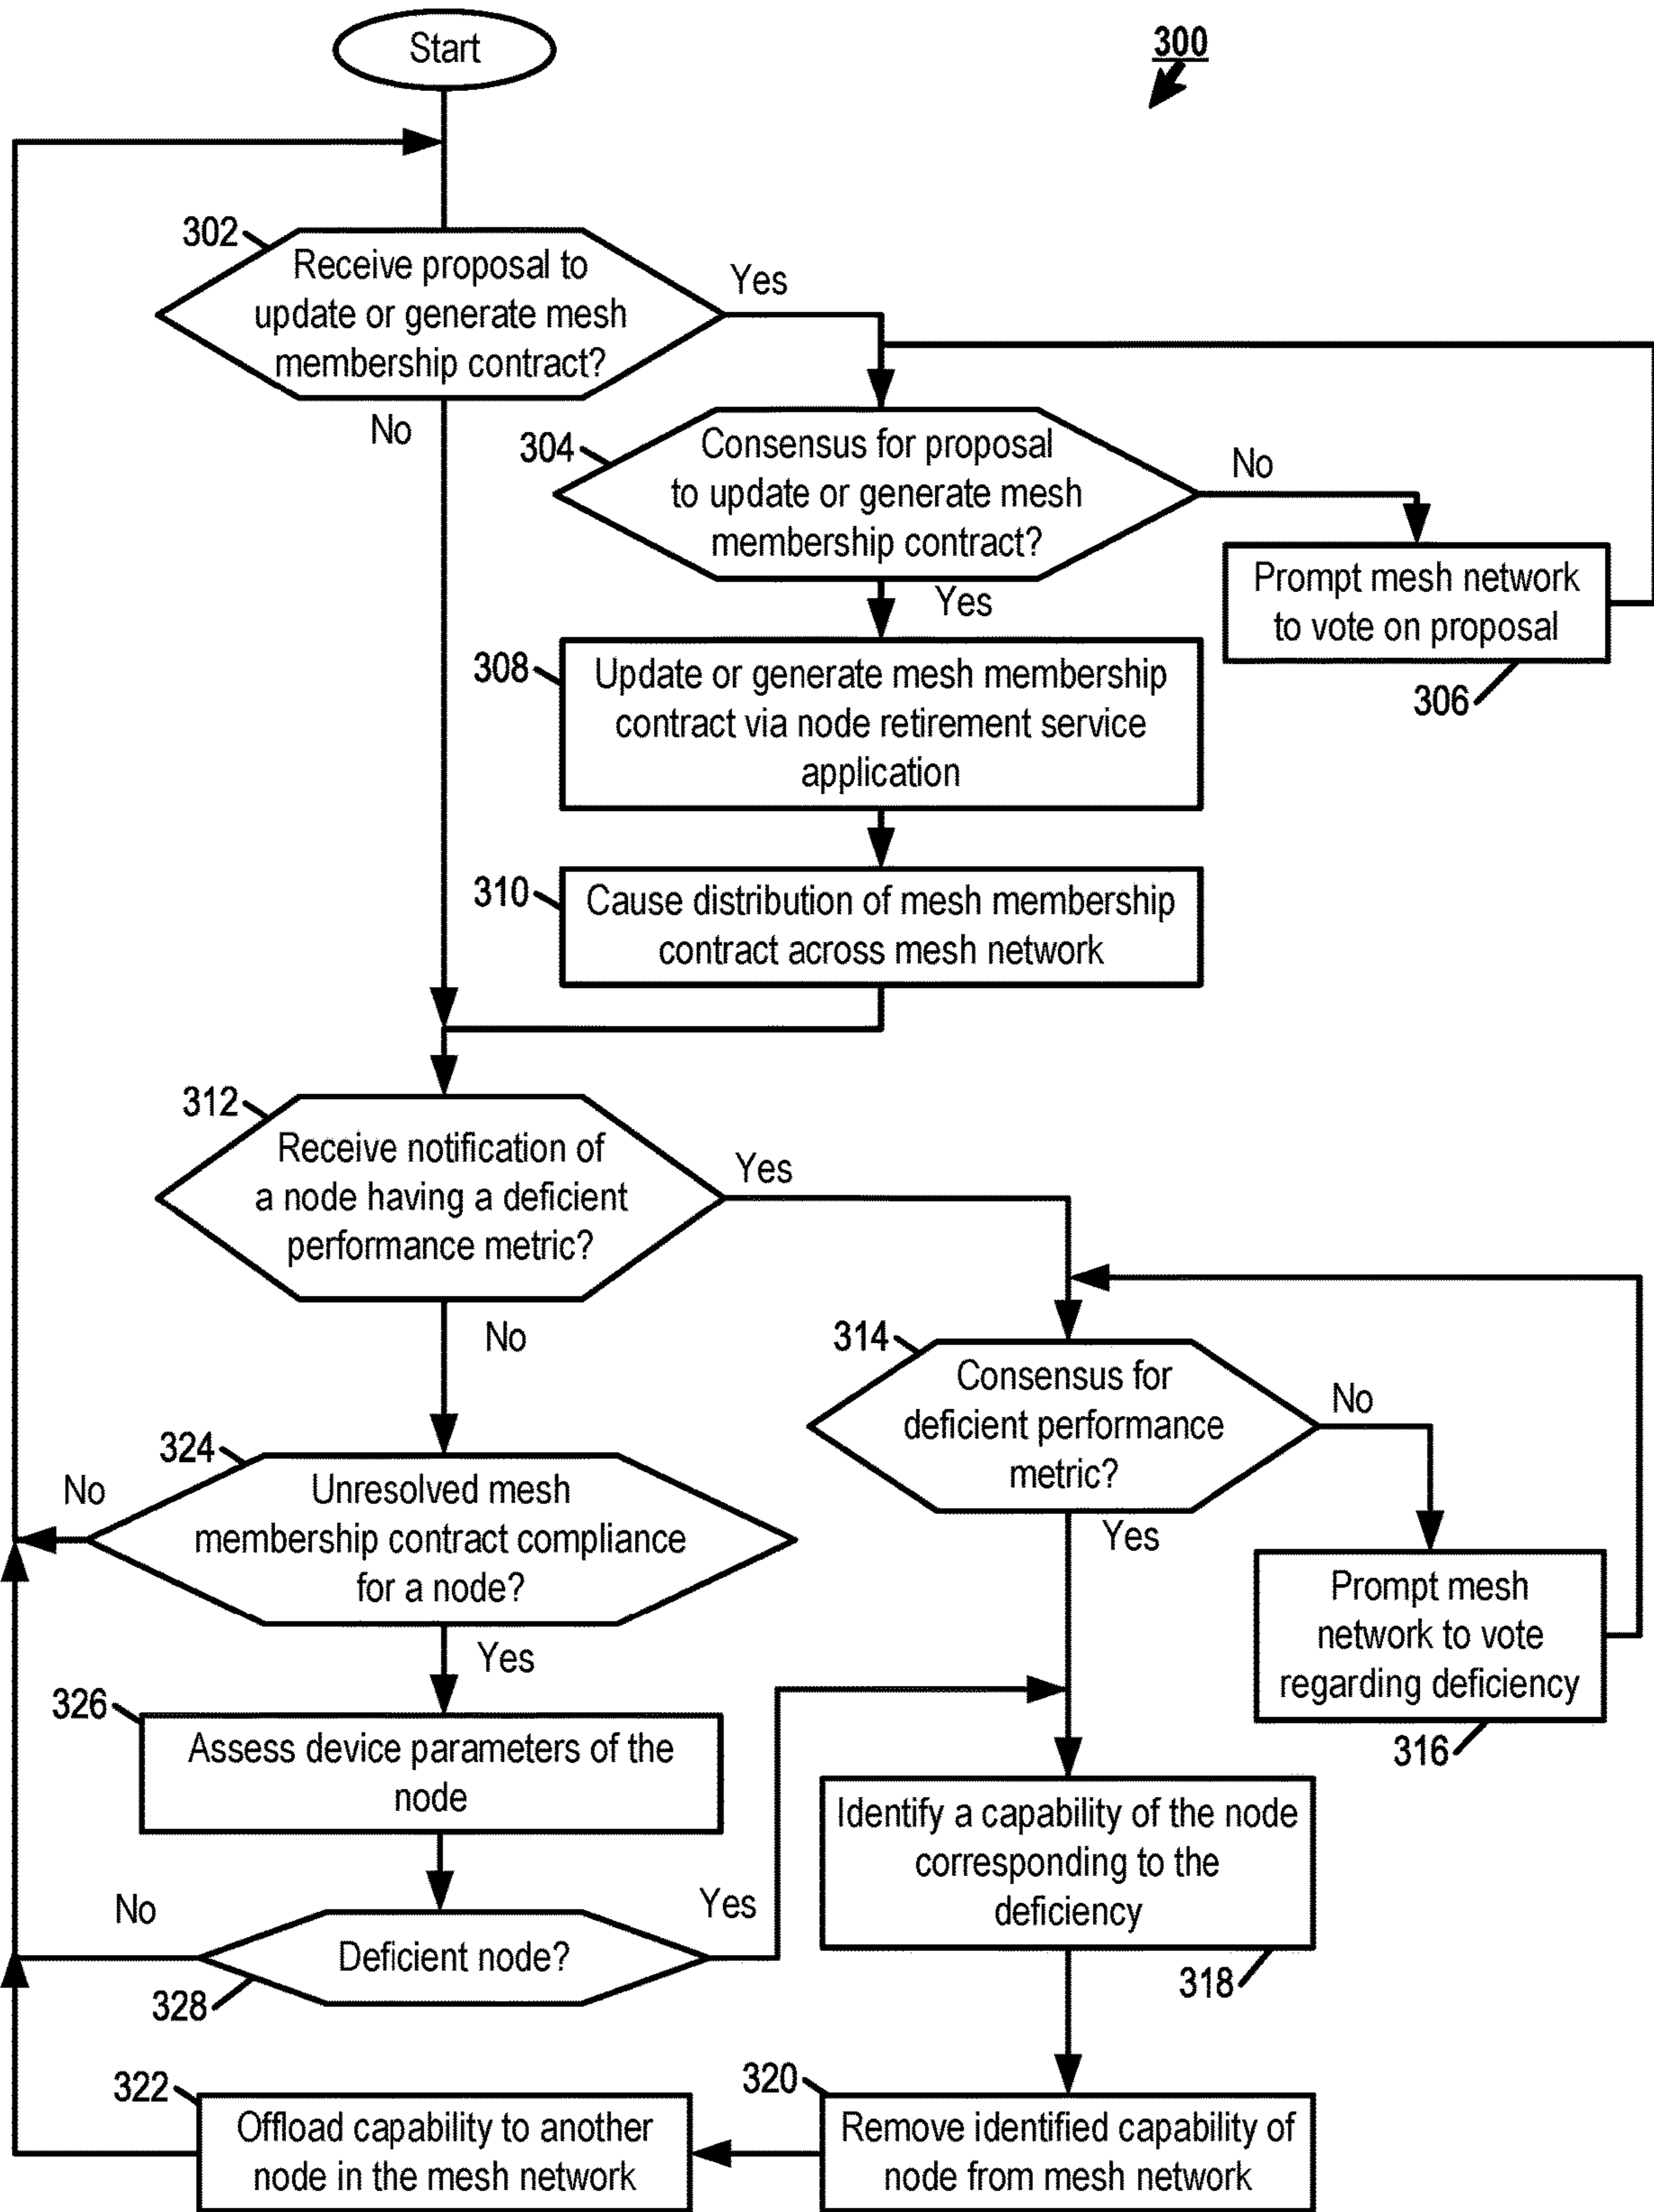 Start
300
302
Receive proposal to
update or generate mesh
membership contract?
Yes
No
304
Consensus for proposal
to update or generate mesh
membership contract?
No
Yes
Prompt mesh network
to vote on proposal
306
308
Update or generate mesh membership
contract via node retirement service
application
310
Cause distribution of mesh membership
contract across mesh network
312
Receive notification of
a node having a deficient
performance metric?
Yes
No
314
Consensus for
deficient performance
metric?
No
Yes
Prompt mesh
network to vote
regarding deficiency
316
324
No
Unresolved mesh
membership contract compliance
for a node?
Yes
326
Assess device parameters of the
node
Identify a capability of the node
corresponding to the
deficiency
318
No
Yes
Deficient node?
328
322
Offload capability to another
node in the mesh network
320
Remove identified capability of
node from mesh network